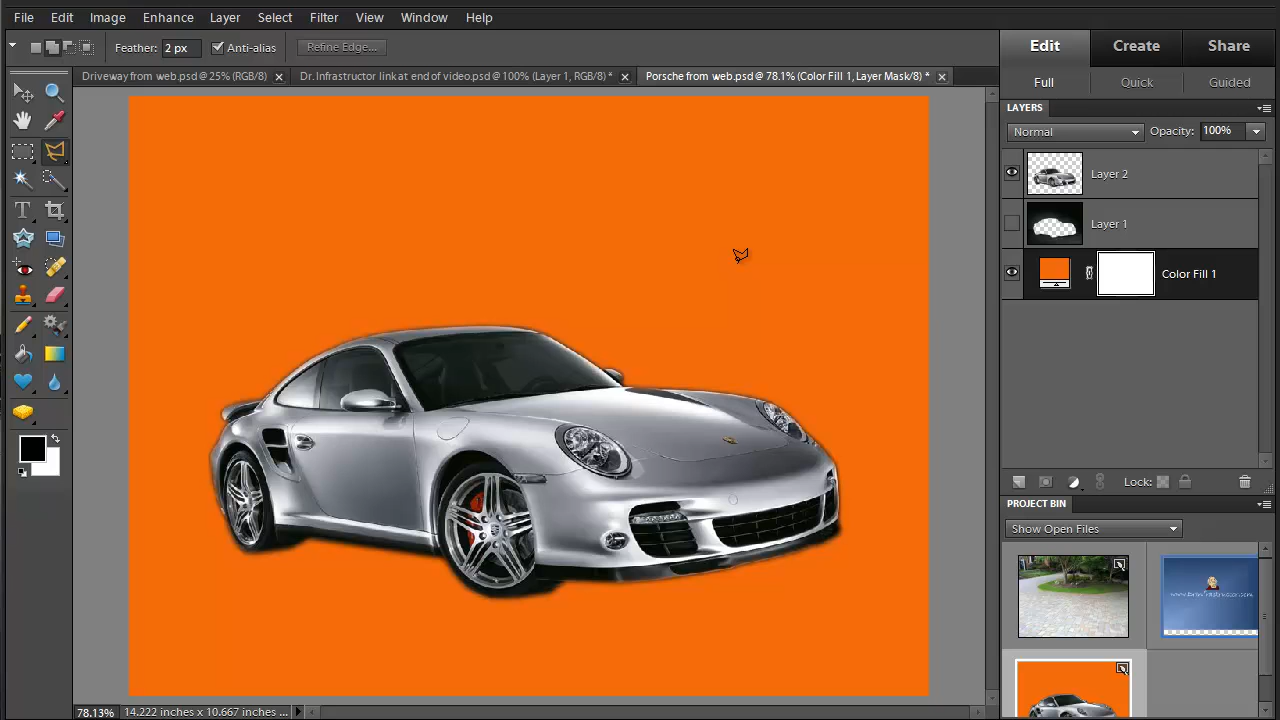 File Edit Image Enhance Layer Select Filter View Window Help
Feather: 2 px Anti-alias Refine Edge...
Edit Create Share
Driveway from web.psd @ 25% (RGB/8) Dr. Infrastructor link at end of video.psd @ 100% (Layer 1, RGB/8) * Porsche from web.psd @ 78.1% (Color Fill 1, Layer Mask/8) *
Full Quick Guided
LAYERS
Normal Opacity: 100%
Layer 2
Layer 1
Color Fill 1
Lock:
PROJECT BIN
Show Open Files
78.13% 14.222 inches x 10.667 inches ...